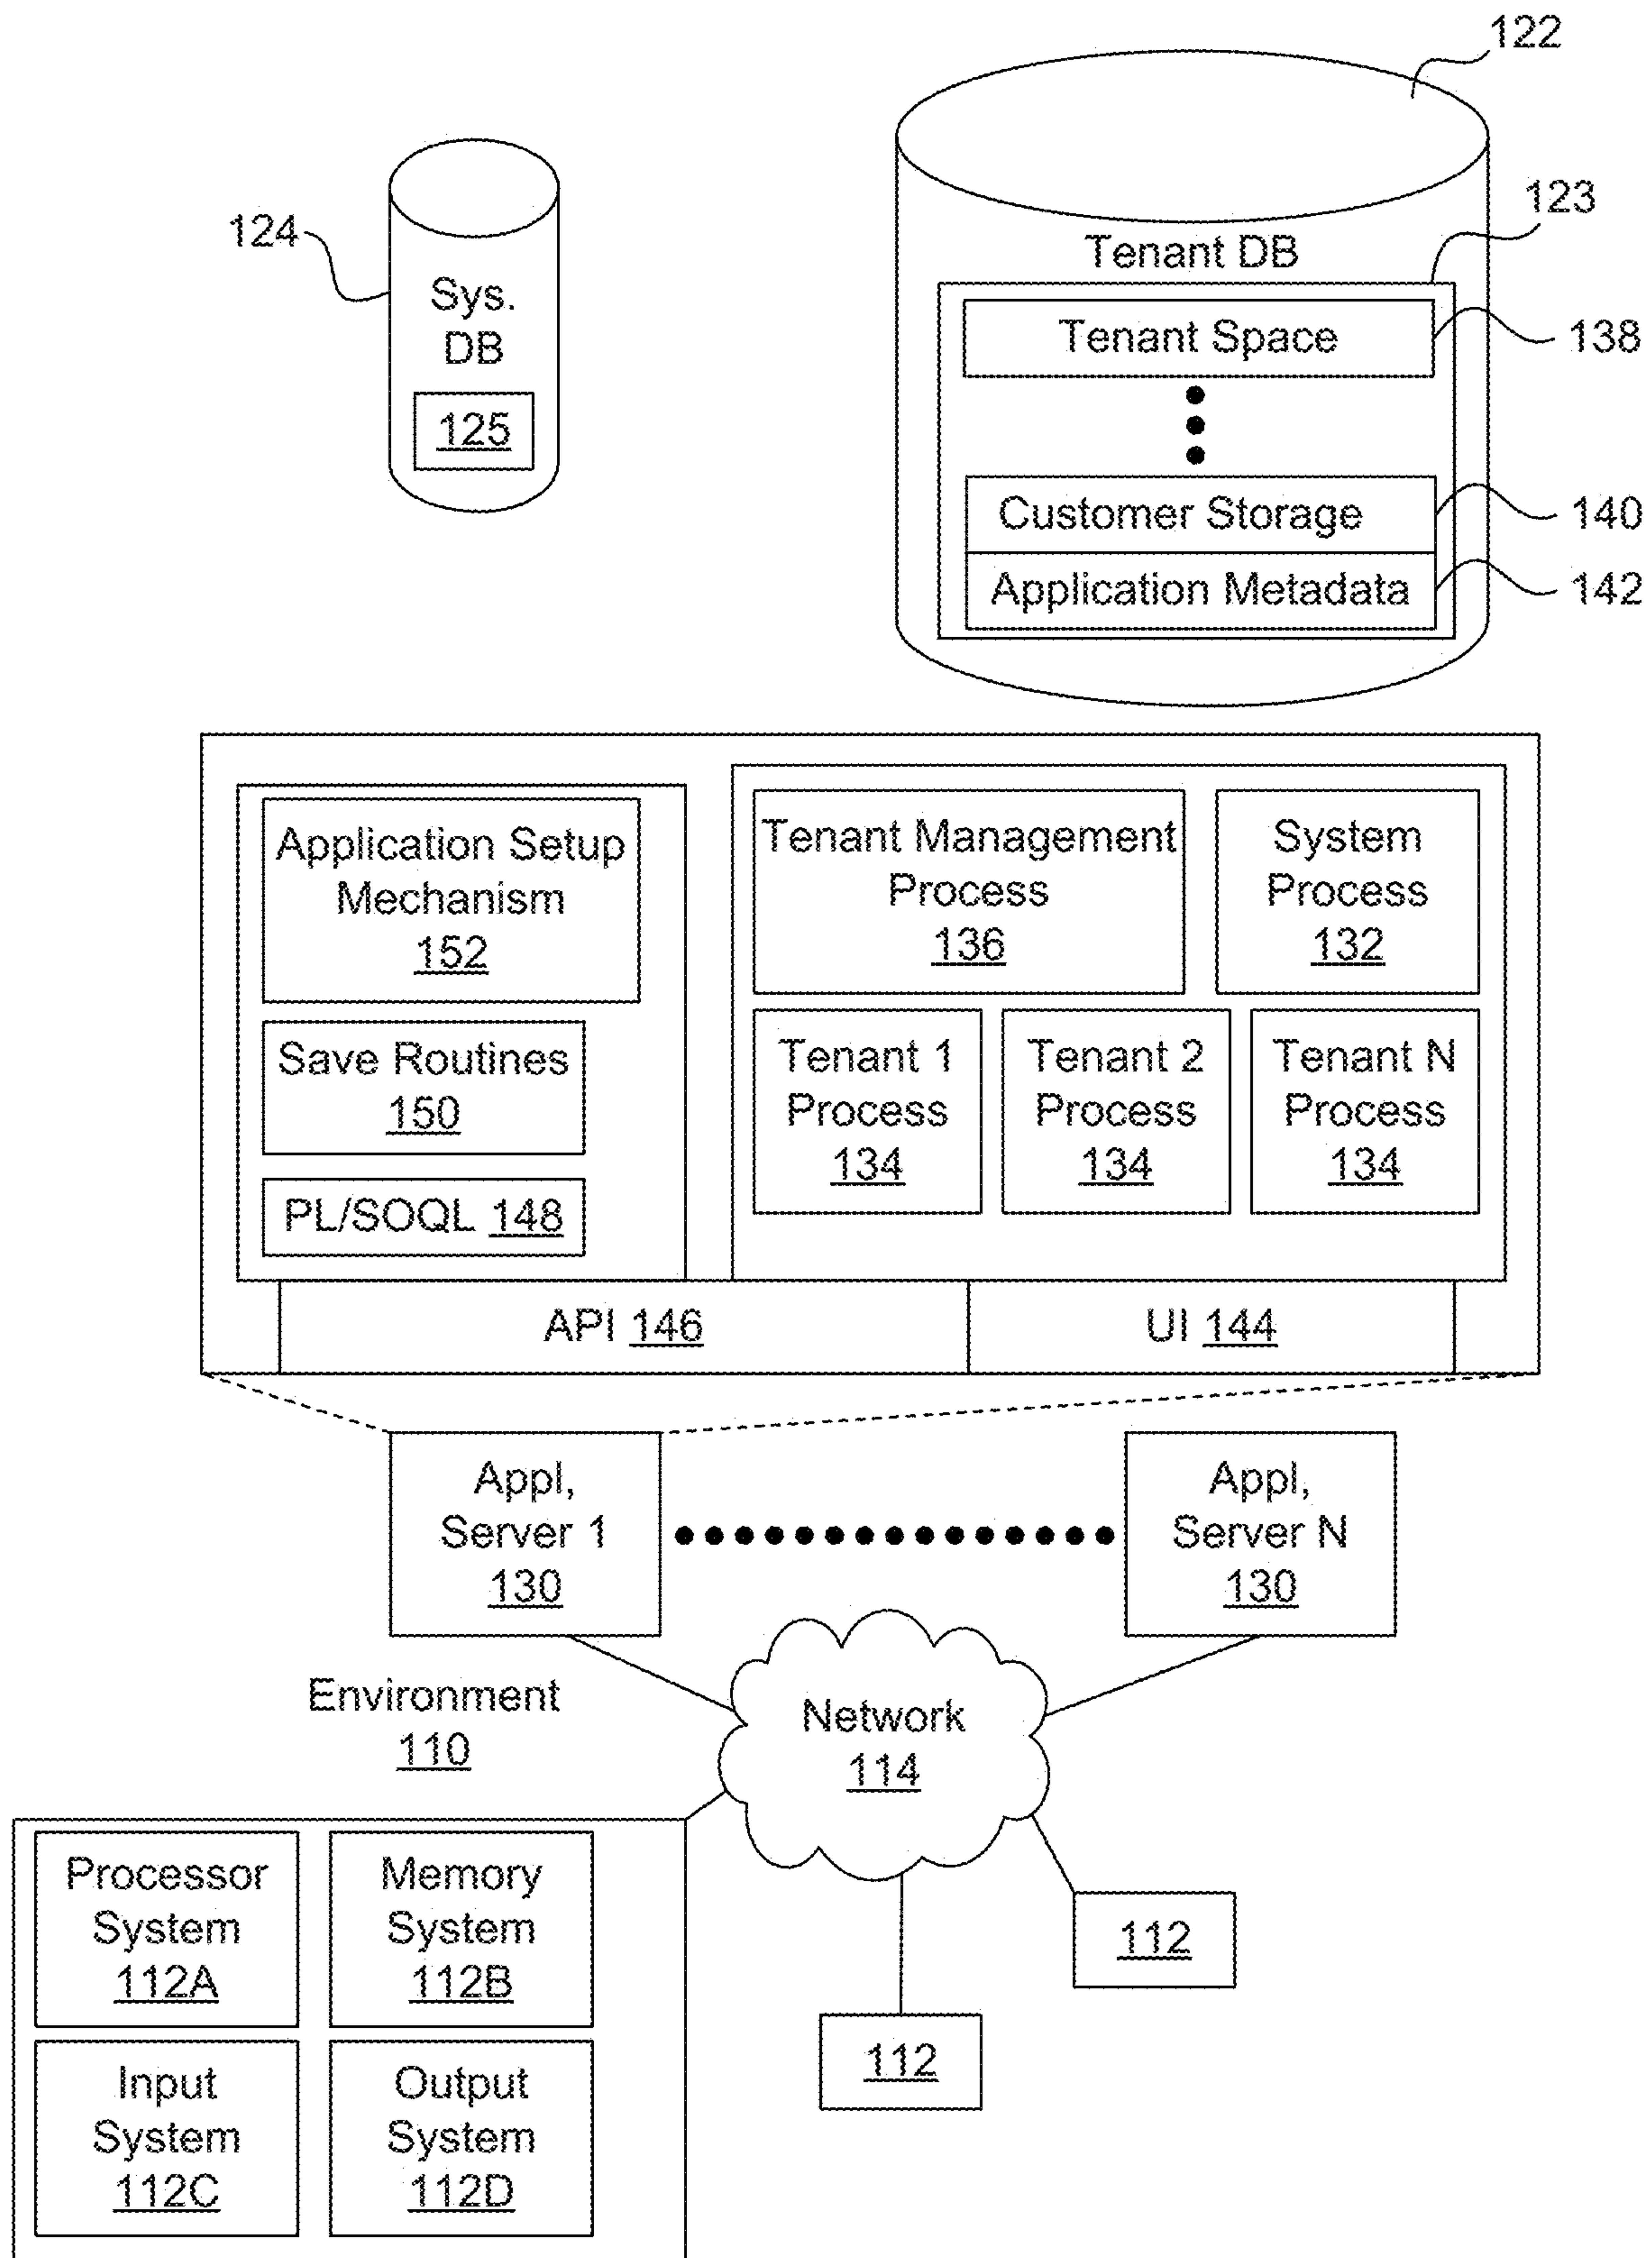 122
124
Sys.
DB
125
Tenant DB
123
Tenant Space
138
Customer Storage
140
Application Metadata
142
Application Setup
Mechanism
152
Save Routines
150
PL/SOQL 148
Tenant Management
Process
136
System
Process
132
Tenant 1
Process
134
Tenant 2
Process
134
Tenant N
Process
134
API 146
UI 144
Appl,
Server 1
130
Appl,
Server N
130
Environment
110
Network
114
Processor
System
112A
Memory
System
112B
Input
System
112C
Output
System
112D
112
112